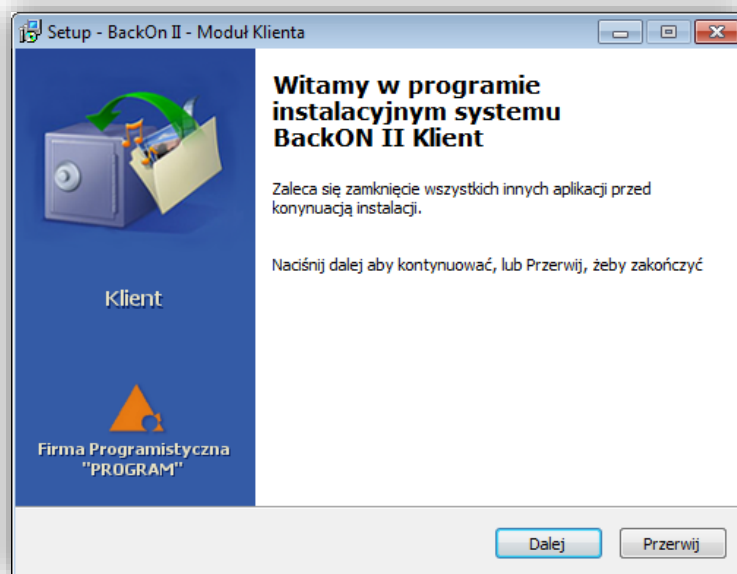 Setup - BackOn II - Moduł Klienta
Witamy w programie
instalacyjnym systemu
BackON II Klient
Zaleca się zamknięcie wszystkich innych aplikacji przed
konynuacją instalacji.
Naciśnij dalej aby kontynuować, lub Przerwij, żeby zakończyć
Klient
Firma Programistyczna
"PROGRAM"
Dalej
Przerwij